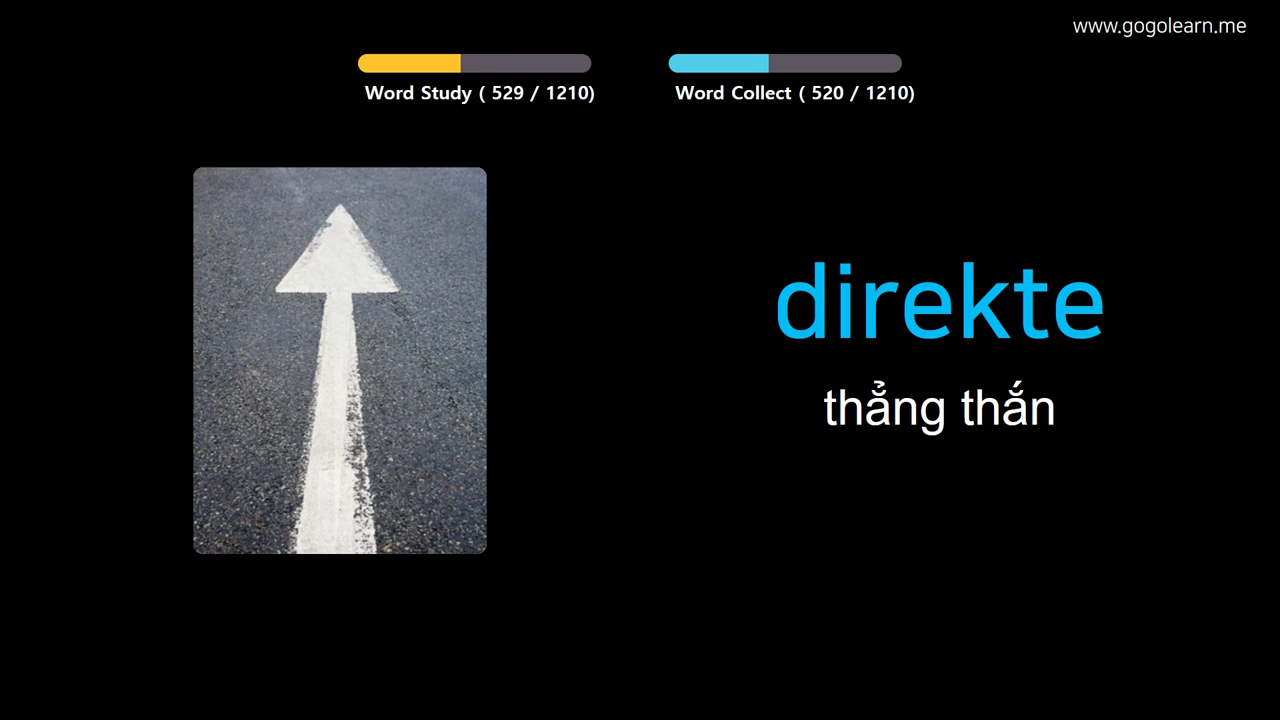 www.gogolearn.me
Word Study ( 529 / 1210)
Word Collect ( 520 / 1210)
direkte
thẳng thắn